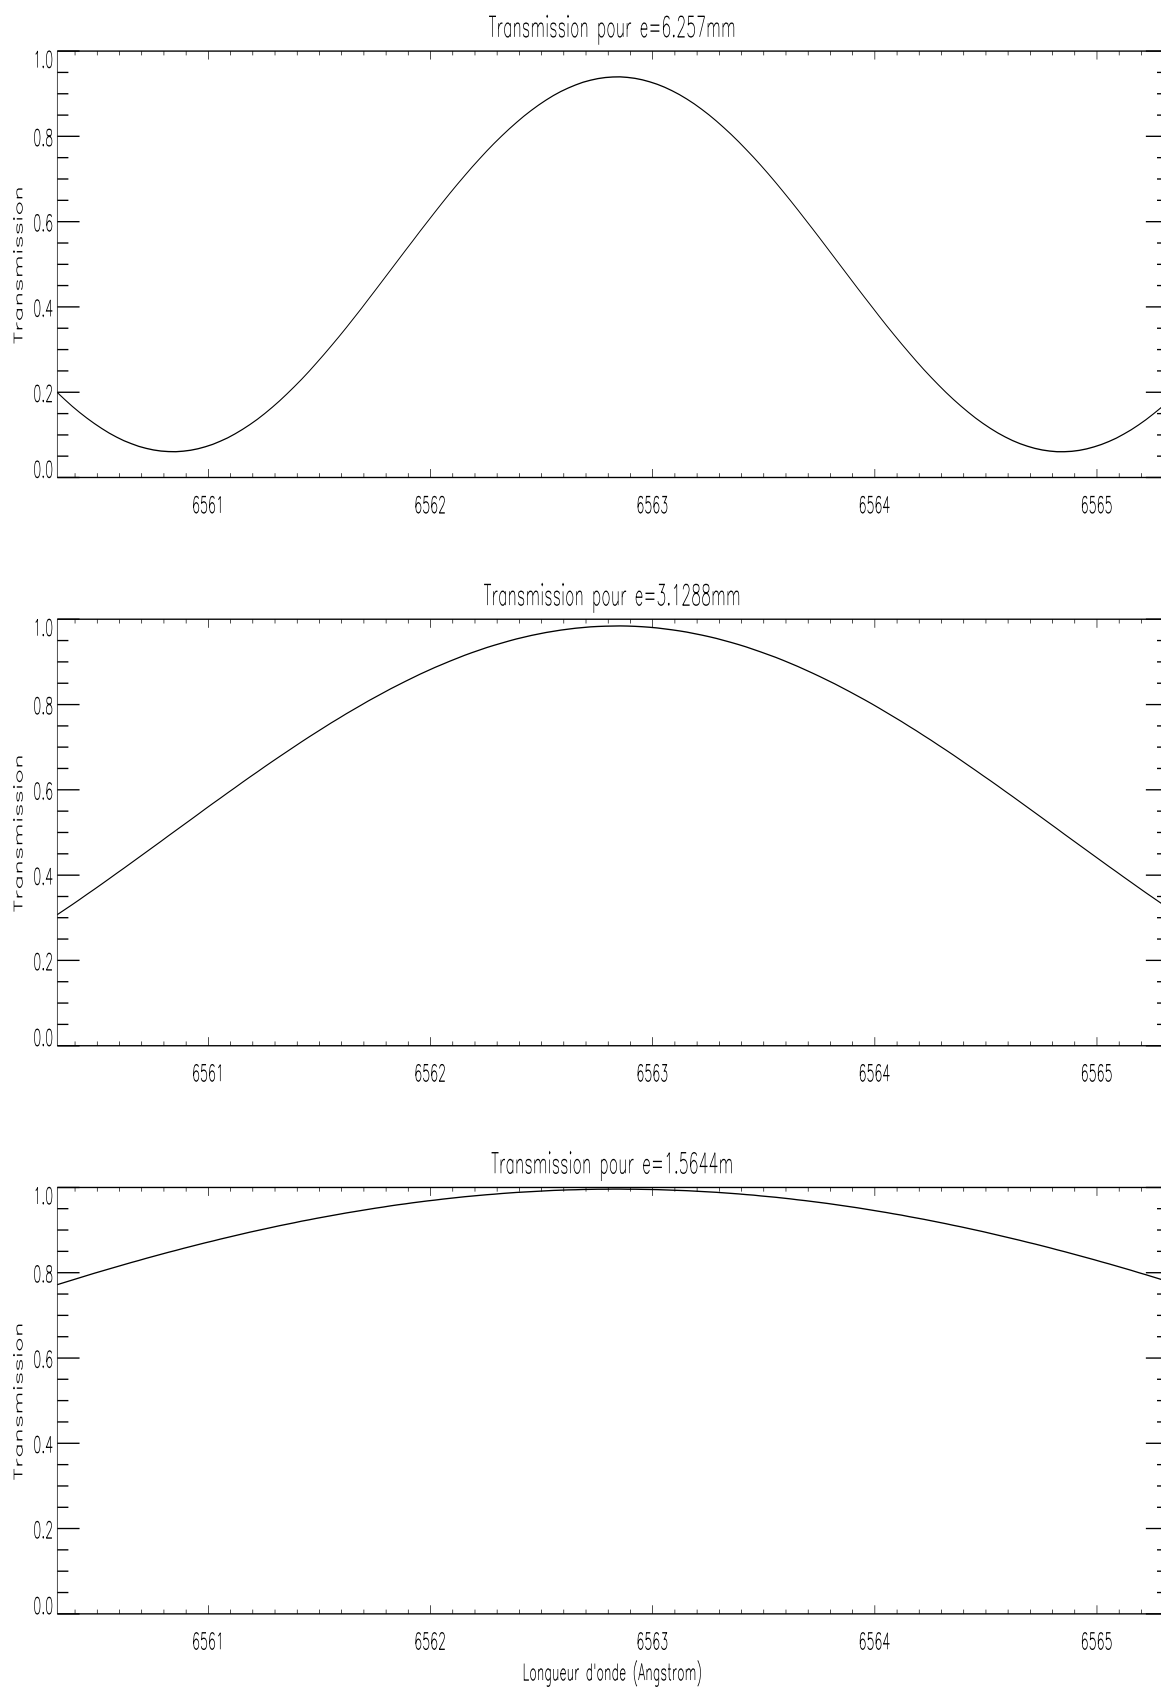 Transmission pour e=6.257mm
1.0
0.8
0.6
0.4
0.2
0.0
Transmission
6561 6562 6563 6564 6565
Transmission pour e=3.1288mm
1.0
0.8
0.6
0.4
0.2
0.0
Transmission
6561 6562 6563 6564 6565
Transmission pour e=1.5644m
1.0
0.8
0.6
0.4
0.2
0.0
Transmission
6561 6562 6563 6564 6565
Longueur d'onde (Angstrom)